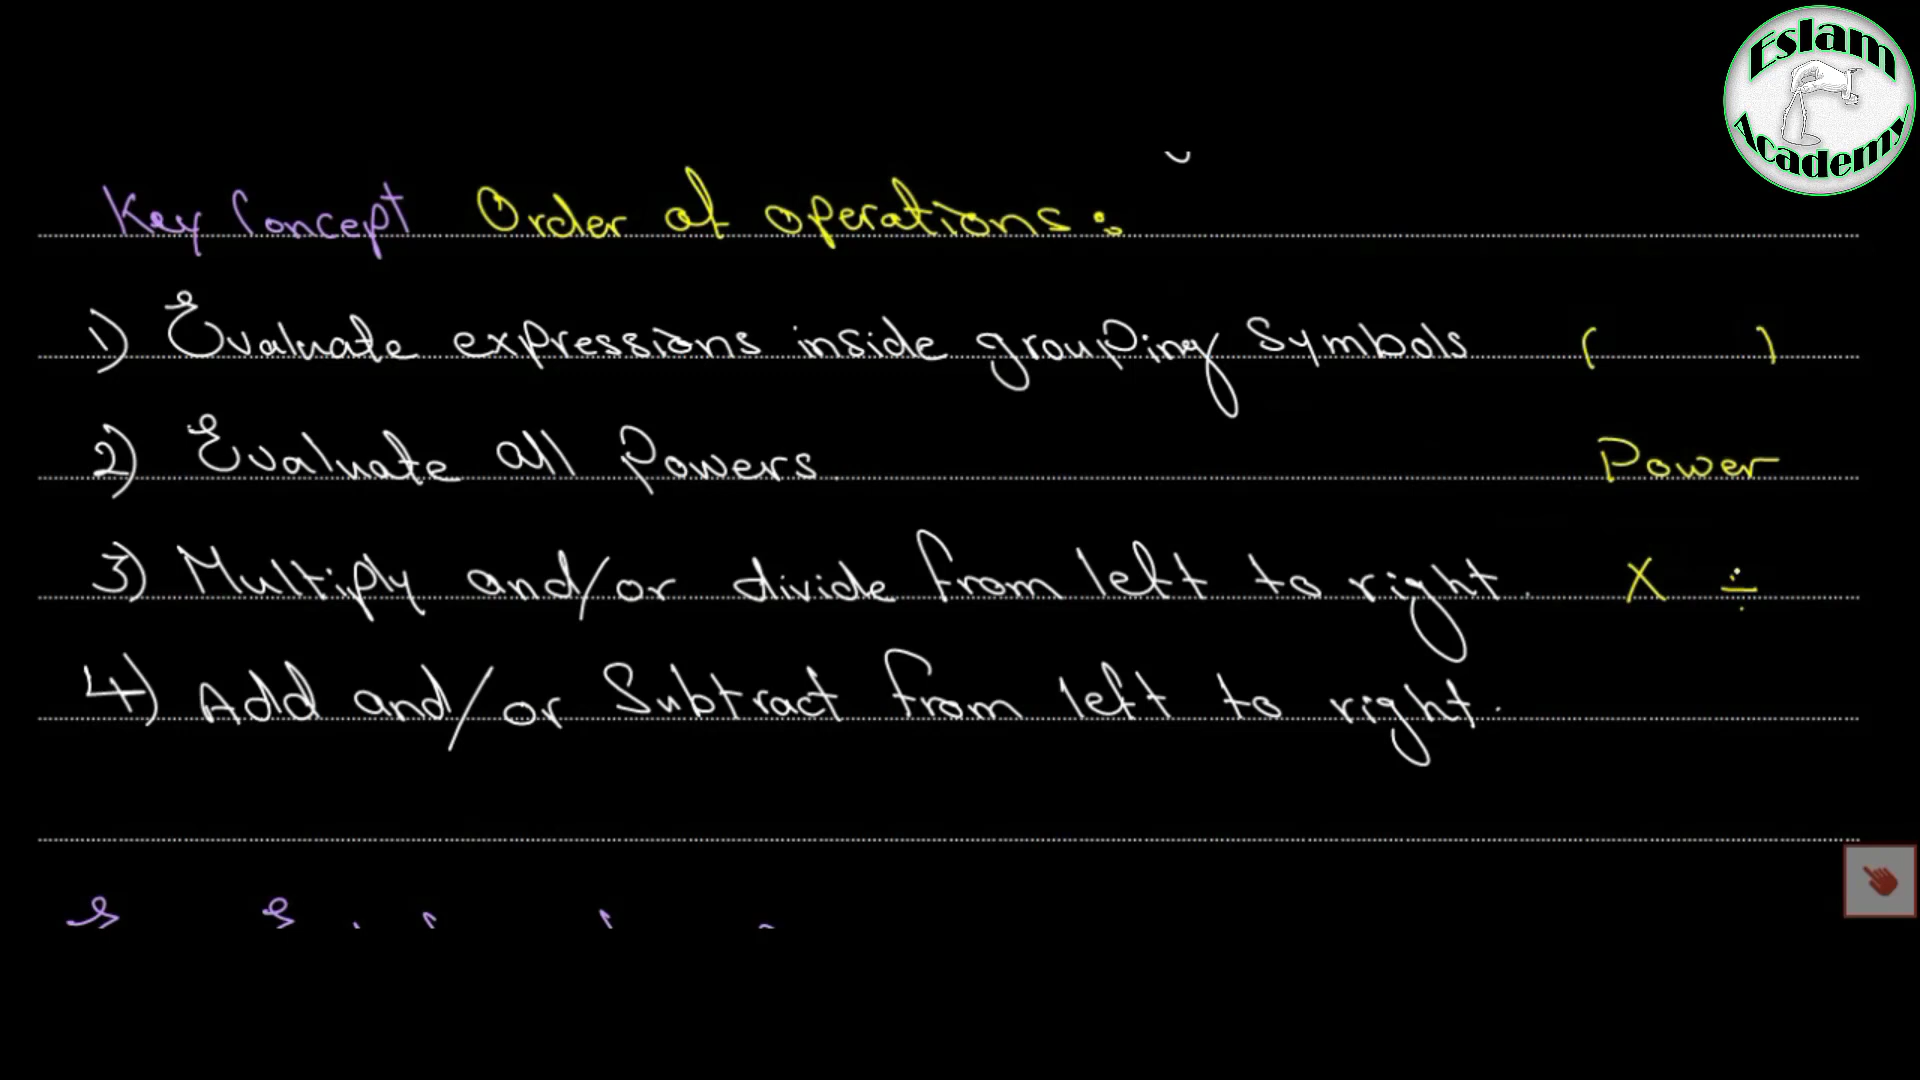 Eslam
Academy
Key Concept Order of operations:
1) Evaluate expressions inside grouping symbols ( )
2) Evaluate all Powers. Power
3) Multiply and/or divide from left to right. X ÷
4) Add and/or Subtract from left to right.